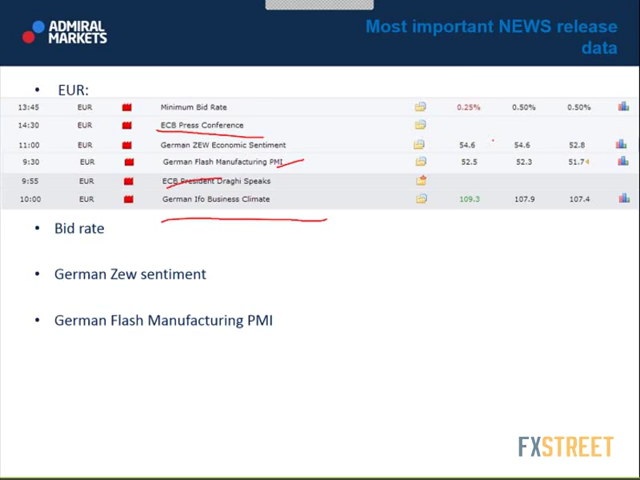 ADMIRAL
MARKETS
Most important NEWS release
data
• EUR:
13:45 EUR Minimum Bid Rate 0.25% 0.50% 0.50%
14:30 EUR ECB Press Conference
11:00 EUR German ZEW Economic Sentiment 54.6 54.6 52.8
9:30 EUR German Flash Manufacturing PMI 52.5 52.3 51.7
9:55 EUR ECB President Draghi Speaks
10:00 EUR German Ifo Business Climate 109.3 107.9 107.4
• Bid rate
• German Zew sentiment
• German Flash Manufacturing PMI
FXSTREET